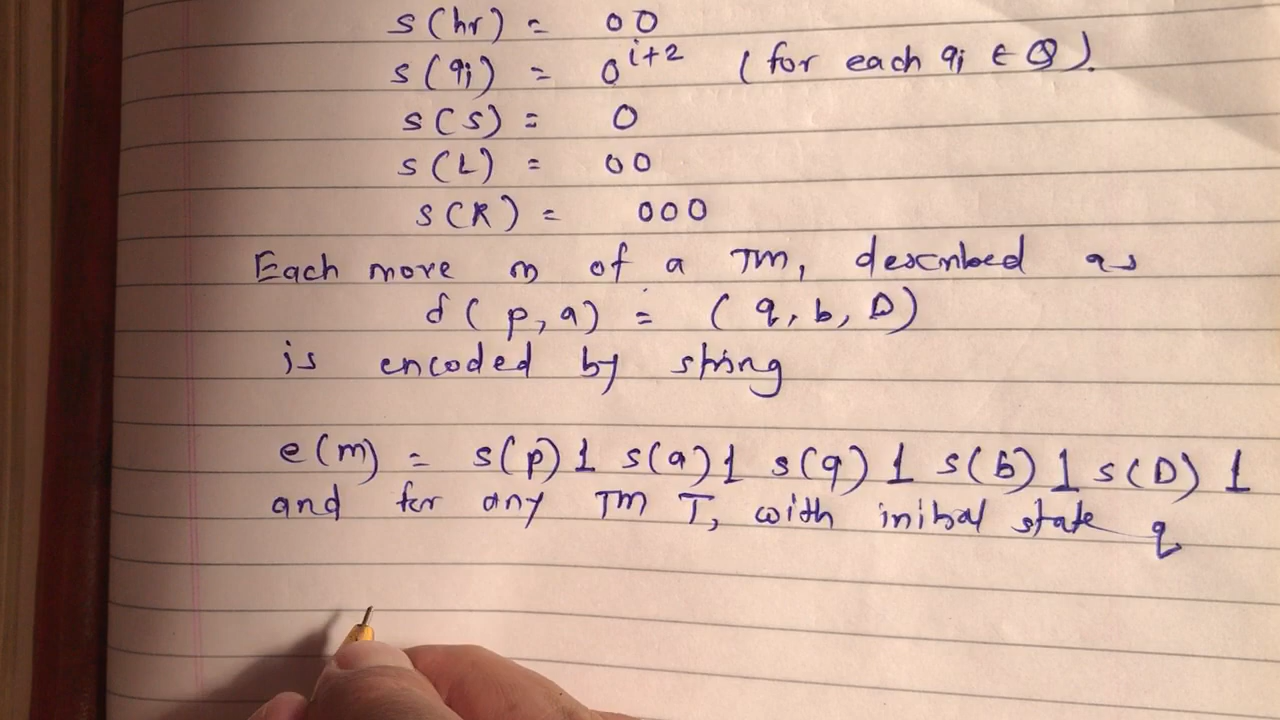 s(hr) = 00
s(qi) = 0^i+2 (for each qi ∈ Q).
s(S) = 0
s(L) = 00
s(R) = 000
Each move m of a TM, described as
δ(p, a) = (q, b, D)
is encoded by string
e(m) = s(p) 1 s(a) 1 s(q) 1 s(b) 1 s(D) 1
and for any TM T, with initial state q